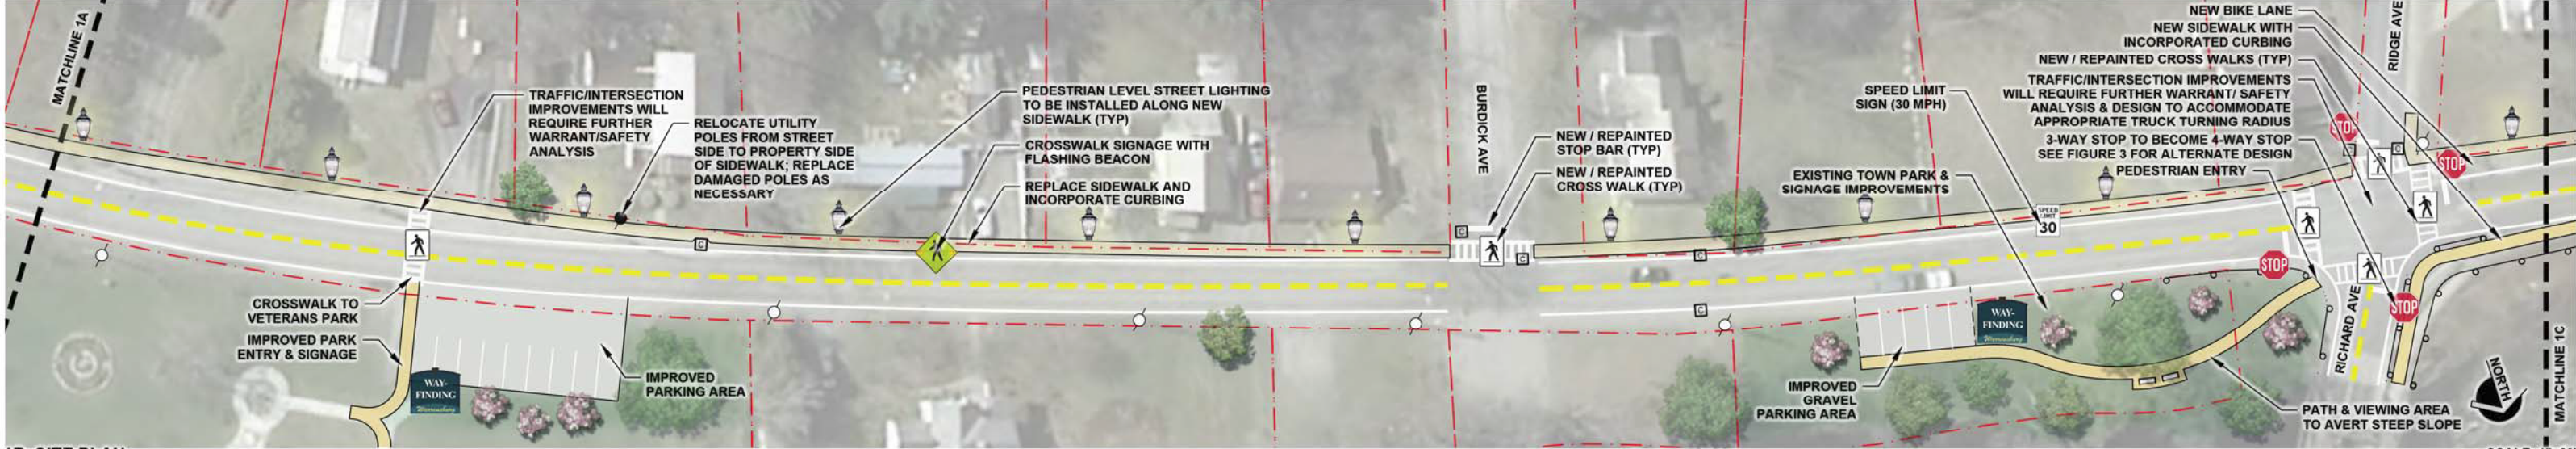 MATCHLINE 1A
TRAFFIC/INTERSECTION
IMPROVEMENTS WILL
REQUIRE FURTHER
WARRANT/SAFETY
ANALYSIS
RELOCATE UTILITY
POLES FROM STREET
SIDE TO PROPERTY SIDE
OF SIDEWALK; REPLACE
DAMAGED POLES AS
NECESSARY
PEDESTRIAN LEVEL STREET LIGHTING
TO BE INSTALLED ALONG NEW
SIDEWALK (TYP)
CROSSWALK SIGNAGE WITH
FLASHING BEACON
REPLACE SIDEWALK AND
INCORPORATE CURBING
BURDICK AVE
NEW / REPAINTED
STOP BAR (TYP)
NEW / REPAINTED
CROSS WALK (TYP)
SPEED LIMIT
SIGN (30 MPH)
EXISTING TOWN PARK &
SIGNAGE IMPROVEMENTS
NEW BIKE LANE
NEW SIDEWALK WITH
INCORPORATED CURBING
NEW / REPAINTED CROSS WALKS (TYP)
TRAFFIC/INTERSECTION IMPROVEMENTS
WILL REQUIRE FURTHER WARRANT/ SAFETY
ANALYSIS & DESIGN TO ACCOMMODATE
APPROPRIATE TRUCK TURNING RADIUS
3-WAY STOP TO BECOME 4-WAY STOP
SEE FIGURE 3 FOR ALTERNATE DESIGN
PEDESTRIAN ENTRY
RIDGE AVE
STOP
STOP
SPEED
LIMIT
30
C
C
C
C
C
C
C
C
STOP
STOP
CROSSWALK TO
VETERANS PARK
IMPROVED PARK
ENTRY & SIGNAGE
WAY-
FINDING
Warrensburg
IMPROVED
PARKING AREA
WAY-
FINDING
Warrensburg
IMPROVED
GRAVEL
PARKING AREA
RICHARD AVE
PATH & VIEWING AREA
TO AVERT STEEP SLOPE
NORTH
MATCHLINE 1C